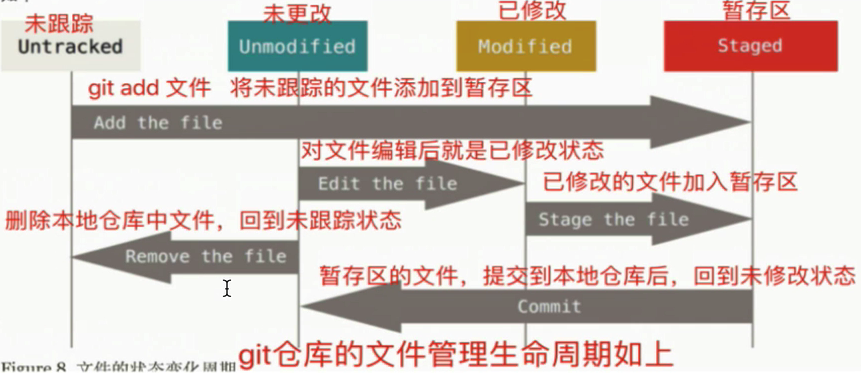 未跟踪
未更改
已修改
暂存区
Untracked
Unmodified
Modified
Staged
git add 文件 将未跟踪的文件添加到暂存区
Add the file
对文件编辑后就是已修改状态
Edit the file
已修改的文件加入暂存区
Stage the file
删除本地仓库中文件，回到未跟踪状态
Remove the file
暂存区的文件，提交到本地仓库后，回到未修改状态
Commit
Figure 8. 文件的状态变化周期
git仓库的文件管理生命周期如上